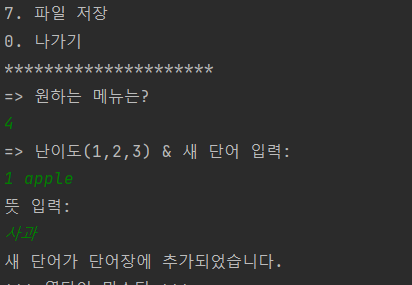 7. 파일 저장
0. 나가기
*********************
=> 원하는 메뉴는?
4
=> 난이도(1,2,3) & 새 단어 입력:
1 apple
뜻 입력:
사과
새 단어가 단어장에 추가되었습니다.